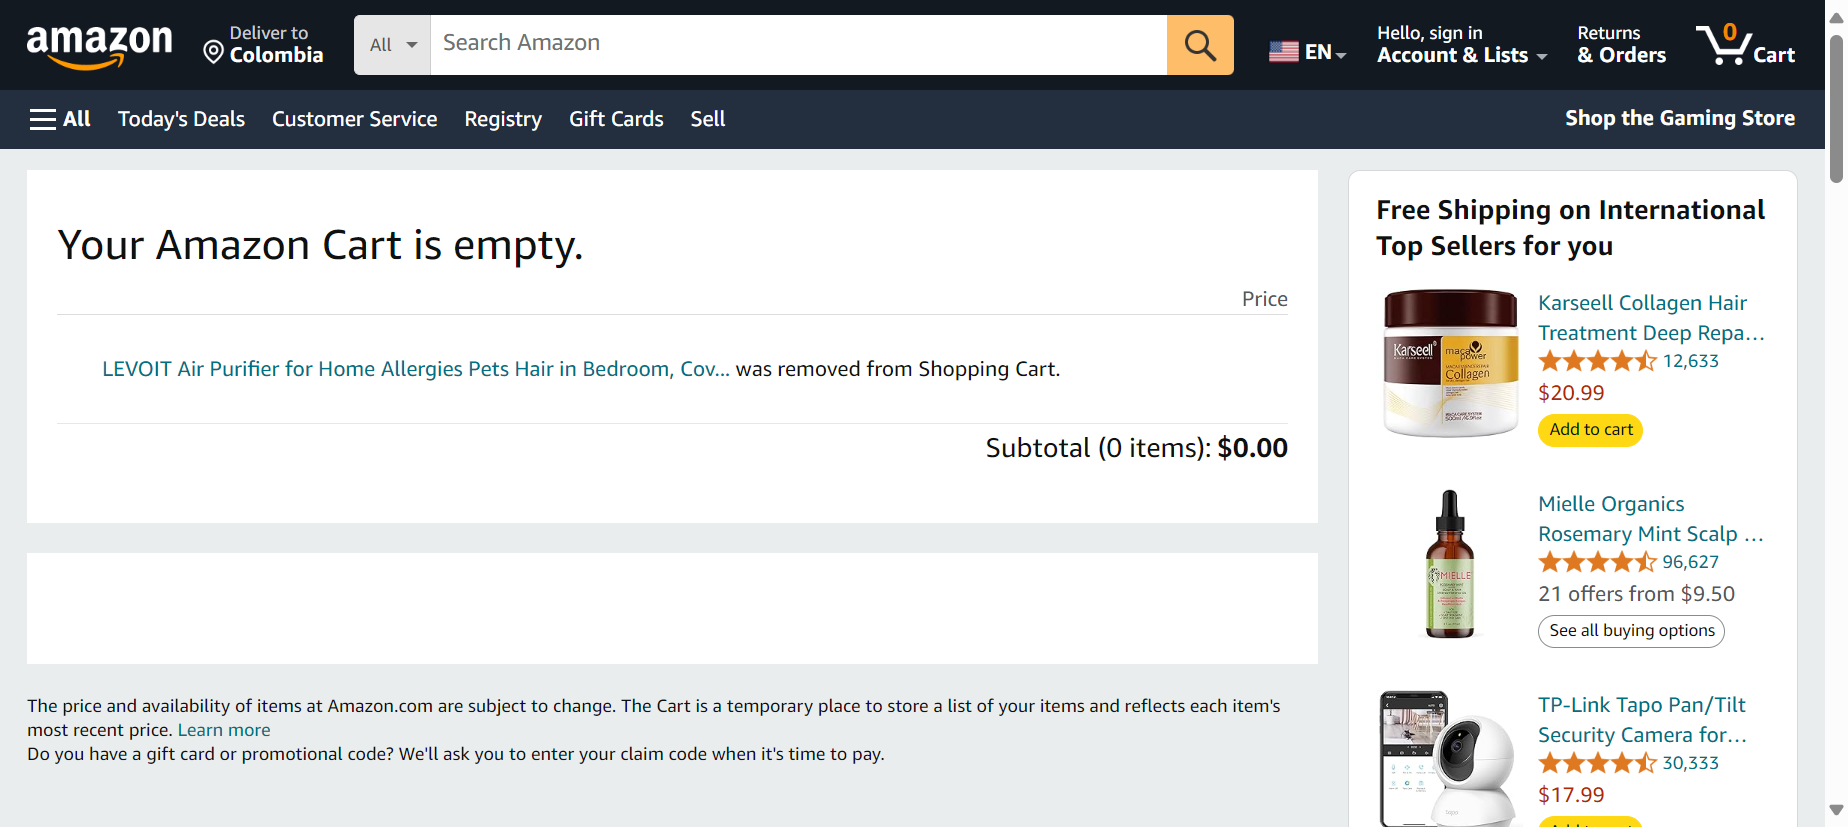 amazon
Deliver to
Colombia
All
Search Amazon
EN
Hello, sign in
Account & Lists
Returns
& Orders
0
Cart
All
Today's Deals
Customer Service
Registry
Gift Cards
Sell
Shop the Gaming Store
Your Amazon Cart is empty.
Price
LEVOIT Air Purifier for Home Allergies Pets Hair in Bedroom, Cov... was removed from Shopping Cart.
Subtotal (0 items): $0.00
The price and availability of items at Amazon.com are subject to change. The Cart is a temporary place to store a list of your items and reflects each item's
most recent price. Learn more
Do you have a gift card or promotional code? We'll ask you to enter your claim code when it's time to pay.
Free Shipping on International
Top Sellers for you
Karseell
maca
power
Collagen
Karseell Collagen Hair
Treatment Deep Repa...
12,633
$20.99
Add to cart
MIELLE
Mielle Organics
Rosemary Mint Scalp ...
96,627
21 offers from $9.50
See all buying options
TP-Link Tapo Pan/Tilt
Security Camera for...
30,333
$17.99